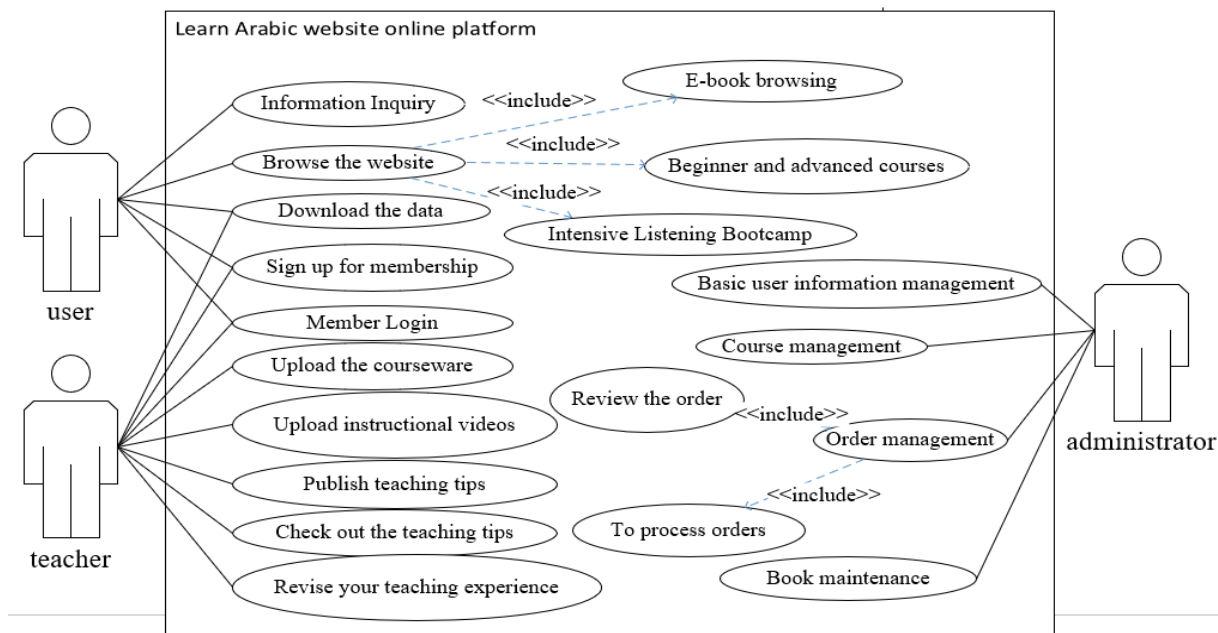 Learn Arabic website online platform
E-book browsing
Information Inquiry
<<include>>
<<include>>
Browse the website
Beginner and advanced courses
<<include>>
Download the data
Intensive Listening Bootcamp
Sign up for membership
Basic user information management
user
Member Login
Course management
Upload the courseware
Review the order
<<include>>
Upload instructional videos
Order management
administrator
Publish teaching tips
<<include>>
Check out the teaching tips
To process orders
teacher
Revise your teaching experience
Book maintenance